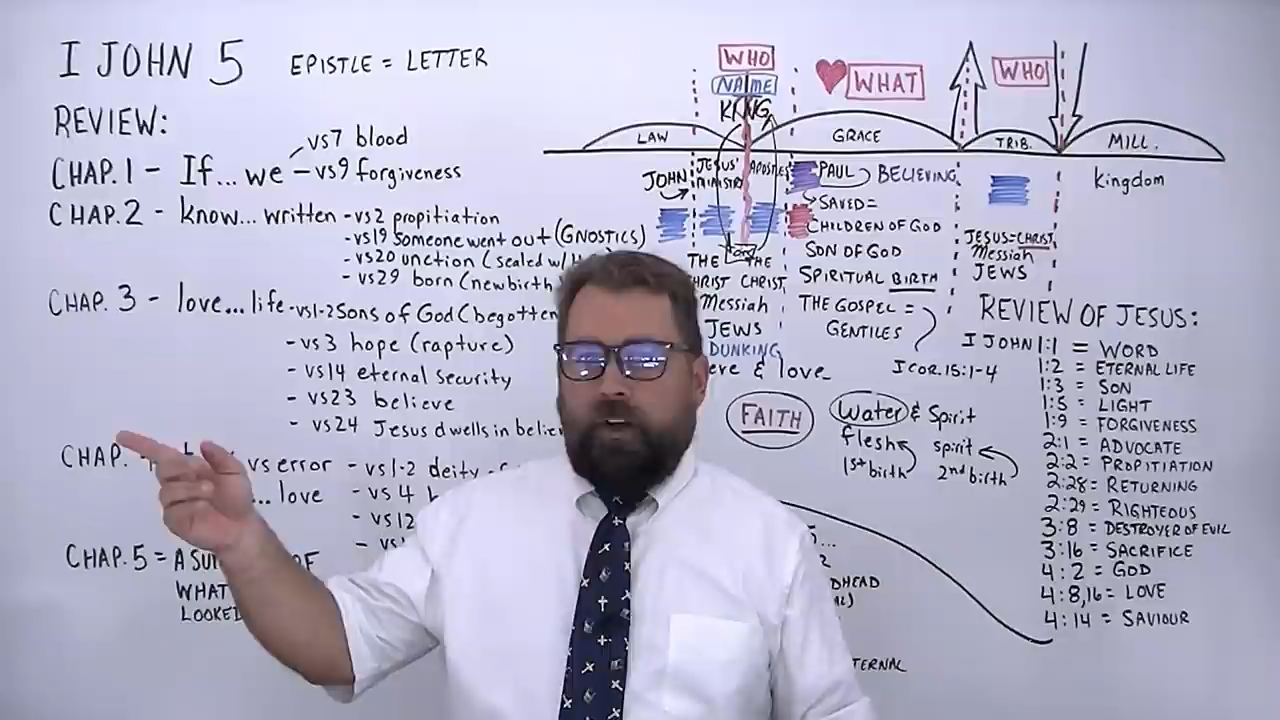 I JOHN 5 EPISTLE = LETTER
REVIEW:
CHAP. 1 - If... we - vs7 blood
- vs9 forgiveness
CHAP. 2 - know... written - vs2 propitiation
- vs19 Someone went out (GNOSTICS)
- vs20 unction (sealed w/
- vs29 born (newbirth
CHAP. 3 - love... life - vs1-2 Sons of God (begotten
- vs3 hope (rapture)
- vs14 eternal security
- vs23 believe
- vs24 Jesus dwells in
CHAP. vs error - vs1-2 deity
... love - vs4
- vs12
CHAP. 5 = A OF
WHAT
LOOKED
WHO
NAME
KING
WHAT
WHO
LAW
GRACE
TRIB.
MILL.
Kingdom
JOHN
JESUS' MINISTRY
APOSTLES
PAUL BELIEVING
SAVED =
CHILDREN OF GOD
SON OF GOD
SPIRITUAL BIRTH
THE GOSPEL =
GENTILES
I COR. 15:1-4
THE THE
CHRIST CHRIST
Messiah
JEWS
DUNKING
& love
JESUS = CHRIST
Messiah
JEWS
FAITH
Water & Spirit
flesh spirit
1st birth 2nd birth
REVIEW OF JESUS:
I JOHN 1:1 = WORD
1:2 = ETERNAL LIFE
1:3 = SON
1:5 = LIGHT
1:9 = FORGIVENESS
2:1 = ADVOCATE
2:2 = PROPITIATION
2:28 = RETURNING
2:29 = RIGHTEOUS
3:8 = DESTROYER OF EVIL
3:16 = SACRIFICE
4:2 = GOD
4:8,16 = LOVE
4:14 = SAVIOUR